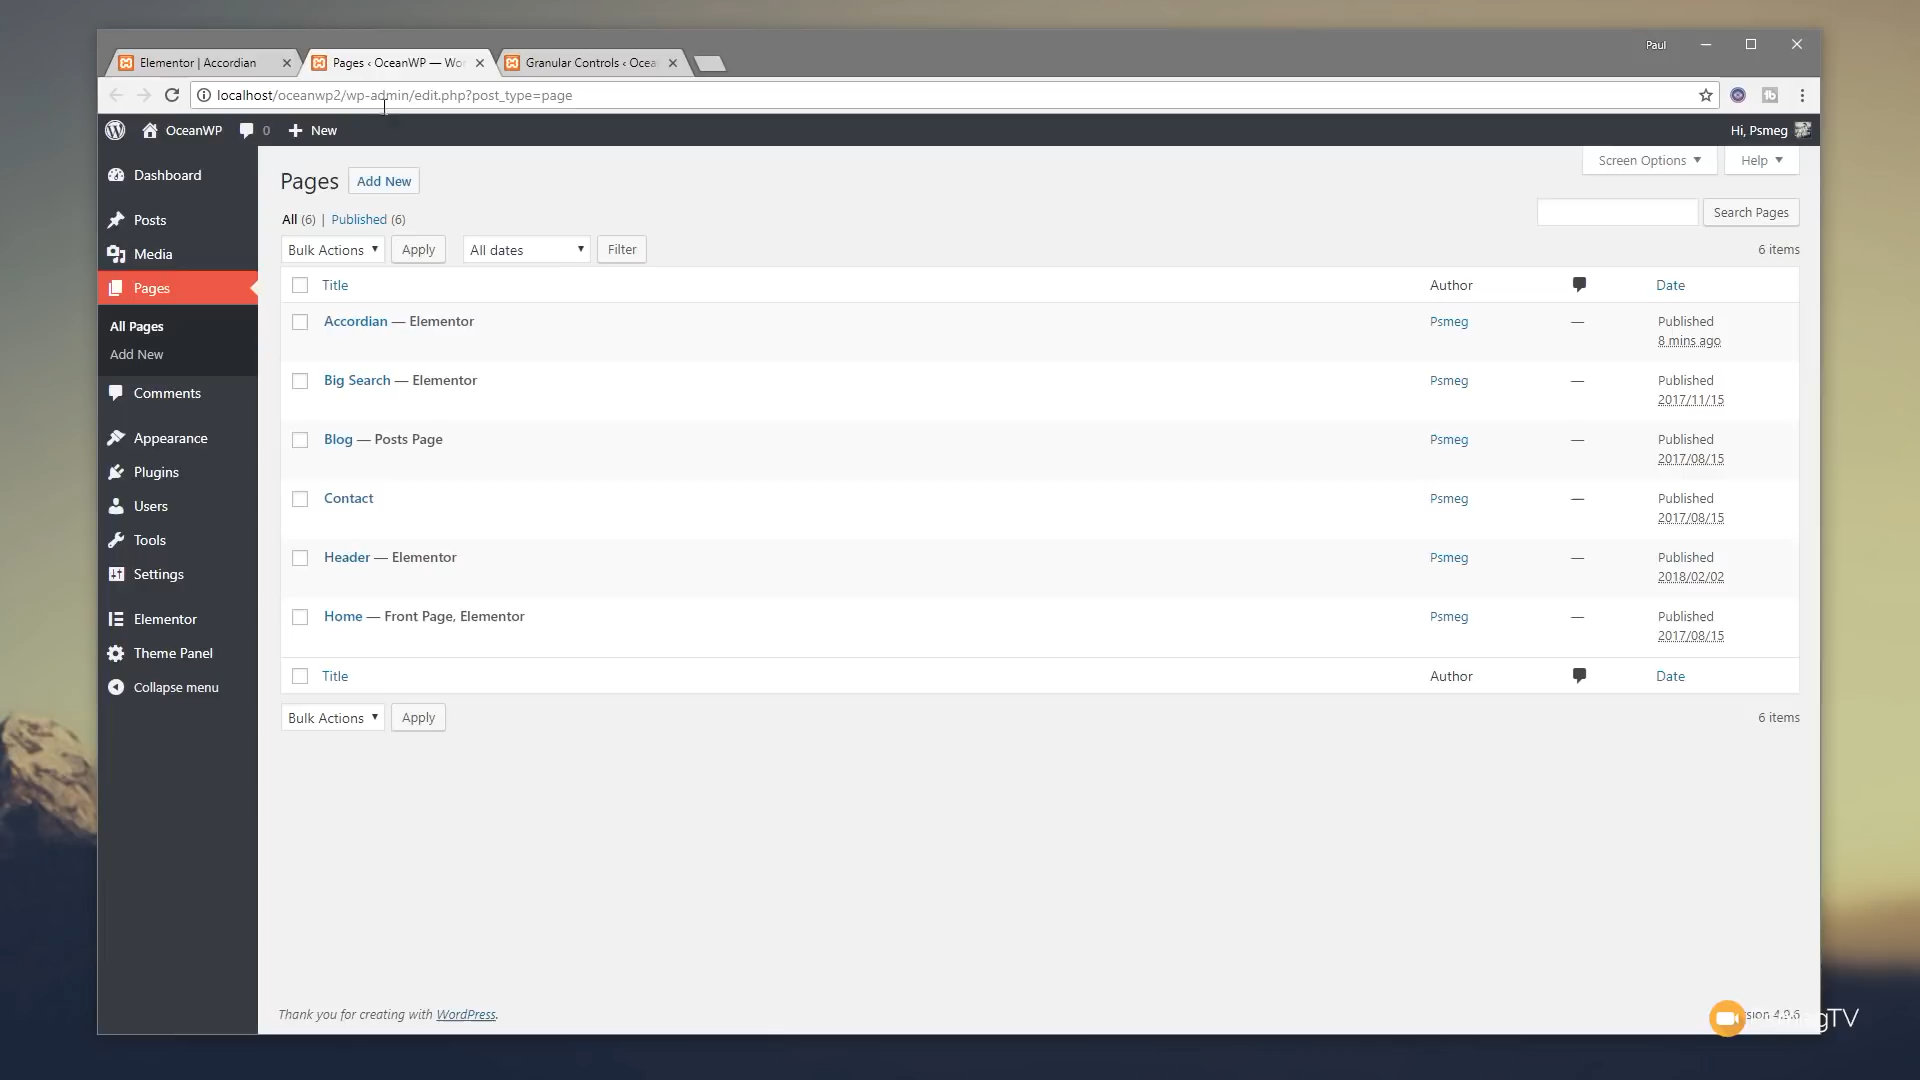 Paul
Elementor | Accordian
Pages ‹ OceanWP — Wor
Granular Controls ‹ Ocea
localhost/oceanwp2/wp-admin/edit.php?post_type=page
OceanWP
0
New
Hi, Psmeg
Dashboard
Posts
Media
Pages
All Pages
Add New
Comments
Appearance
Plugins
Users
Tools
Settings
Elementor
Theme Panel
Collapse menu
Screen Options
Help
Pages
Add New
All (6) | Published (6)
Search Pages
Bulk Actions
Apply
All dates
Filter
6 items
Title
Author
Date
Accordian — Elementor
Psmeg
—
Published
8 mins ago
Big Search — Elementor
Psmeg
—
Published
2017/11/15
Blog — Posts Page
Psmeg
—
Published
2017/08/15
Contact
Psmeg
—
Published
2017/08/15
Header — Elementor
Psmeg
—
Published
2018/02/02
Home — Front Page, Elementor
Psmeg
—
Published
2017/08/15
Title
Author
Date
Bulk Actions
Apply
6 items
Thank you for creating with WordPress.
4.9.6